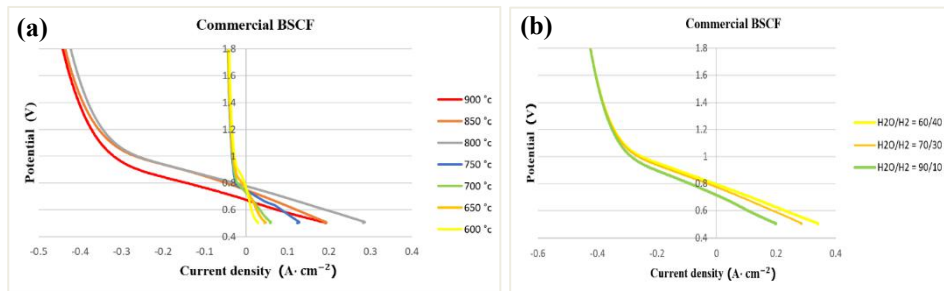 (a)
Commercial BSCF
Potential (V)
1.8
1.6
1.4
1.2
1
0.8
0.6
0.4
-0.5
-0.4
-0.3
-0.2
-0.1
0
0.1
0.2
0.3
0.4
Current density (A· cm⁻²)
900 °c
850 °c
800 °c
750 °c
700 °c
650 °c
600 °c
(b)
Commercial BSCF
Potential (V)
1.8
1.6
1.4
1.2
1
0.8
0.6
0.4
-0.6
-0.4
-0.2
0
0.2
0.4
Current density (A· cm⁻²)
H2O/H2 = 60/40
H2O/H2 = 70/30
H2O/H2 = 90/10